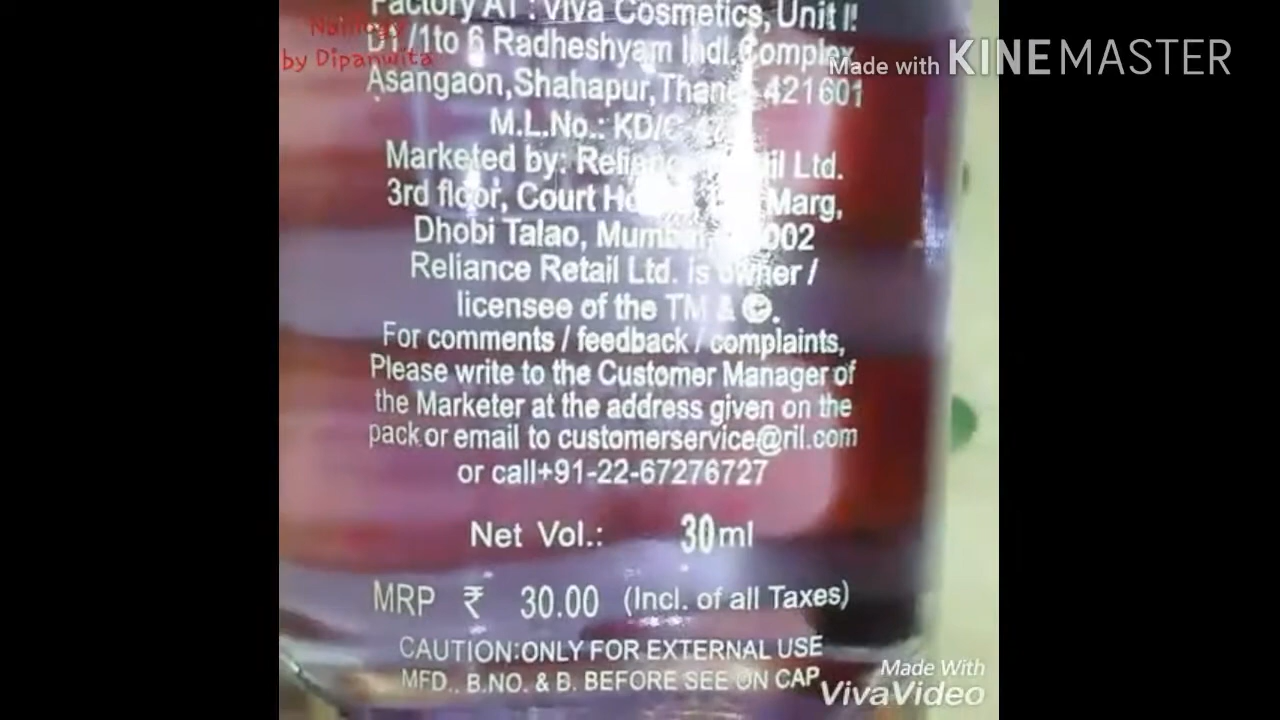 Nailogy
by Dipanwita
Made with KINEMASTER
Factory AT : Viva Cosmetics, Unit II
D1 /1to 6 Radheshyam Indl. Complex,
Asangaon, Shahapur, Thane 421601
M.L.No.: KD/C
Marketed by: Ltd.
3rd floor, Court Marg,
Dhobi Talao,
Reliance Retail Ltd. is owner /
licensee of the TM & ©.
For comments / feedback / complaints,
Please write to the Customer Manager of
the Marketer at the address given on the
pack or email to customerservice@ril.com
or call+91-22-67276727
Net Vol.: 30ml
MRP ₹ 30.00 (Incl. of all Taxes)
CAUTION:ONLY FOR EXTERNAL USE
MFD., B.NO. & B. BEFORE SEE ON CAP
Made With
VivaVideo